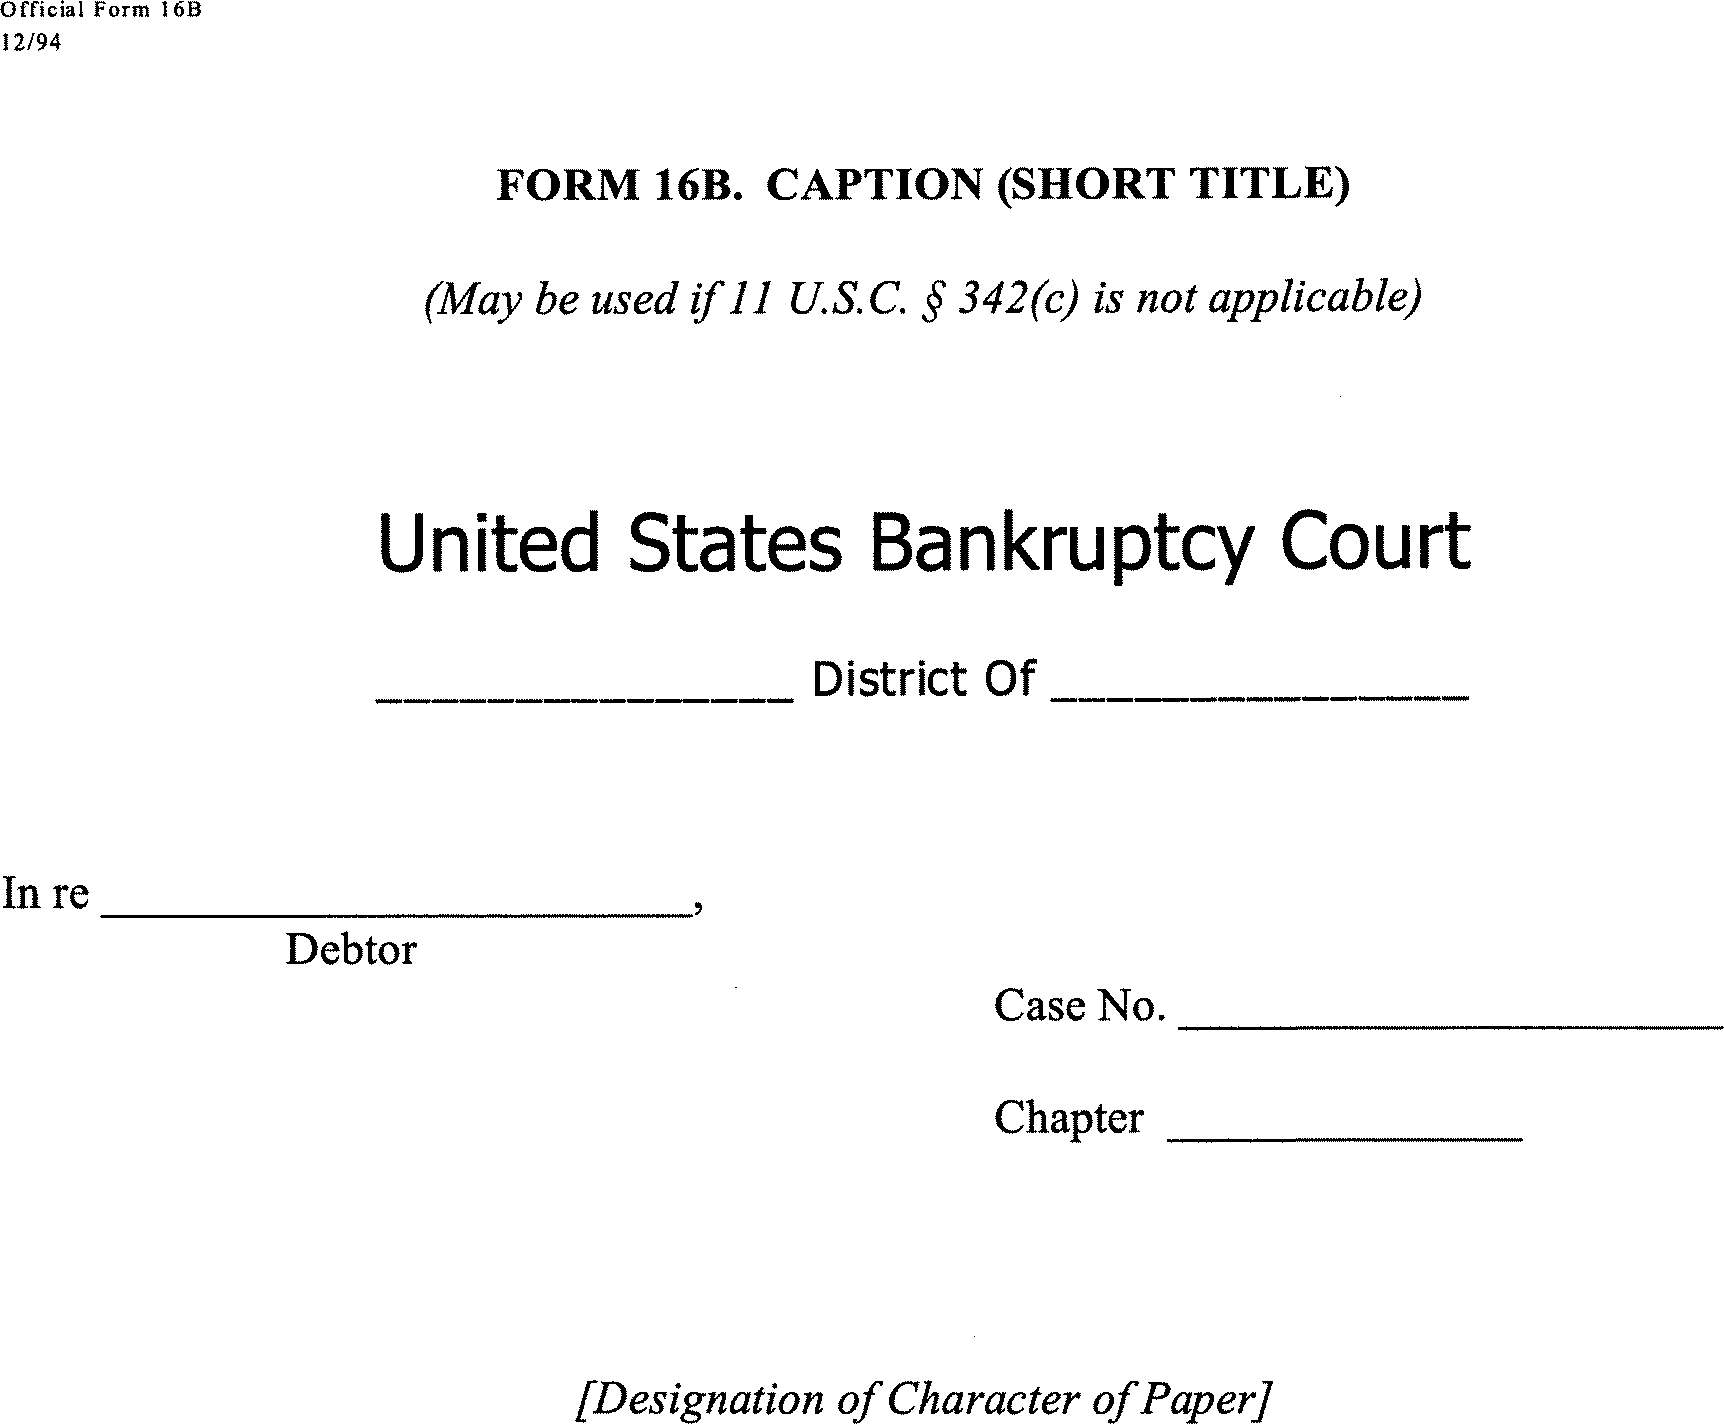 Official Form 16B
12/94
FORM 16B. CAPTION (SHORT TITLE)
(May be used if 11 U.S.C. § 342(c) is not applicable)
United States Bankruptcy Court
_______________ District Of _______________
In re _________________________,
Debtor
Case No. _______________________
Chapter _______________
[Designation of Character of Paper]